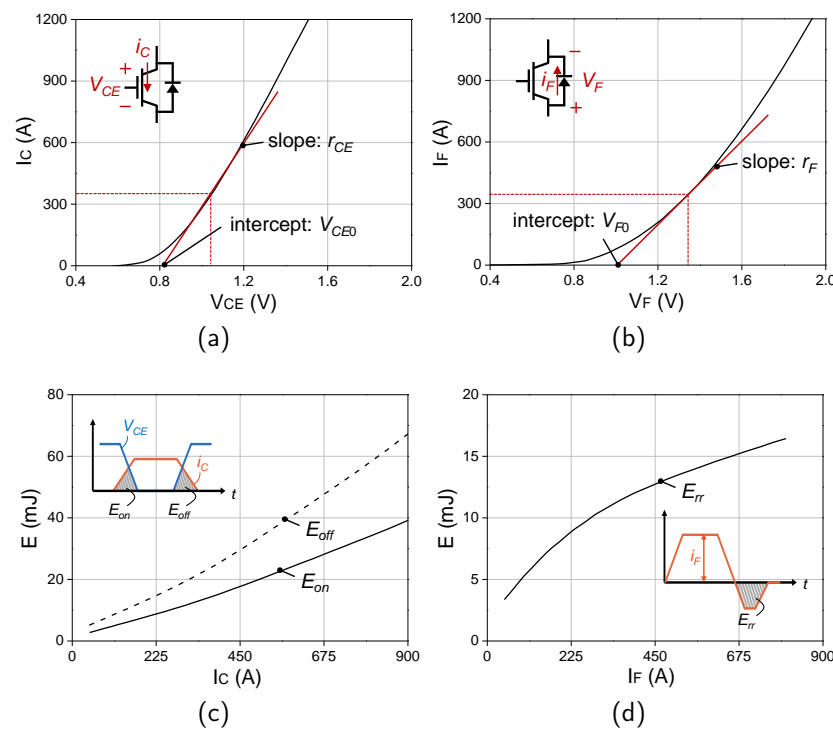 1200
900
600
300
0
IC (A)
0.4
0.8
1.2
1.6
2.0
VCE (V)
iC
+
VCE
−
slope: rCE
intercept: VCE0
(a)
1200
900
600
300
0
IF (A)
0.4
0.8
1.2
1.6
2.0
VF (V)
−
iF
VF
+
slope: rF
intercept: VF0
(b)
80
60
40
20
0
E (mJ)
0
225
450
675
900
IC (A)
VCE
iC
t
Eon
Eoff
Eoff
Eon
(c)
20
15
10
5
0
E (mJ)
0
225
450
675
900
IF (A)
Err
iF
t
Err
(d)